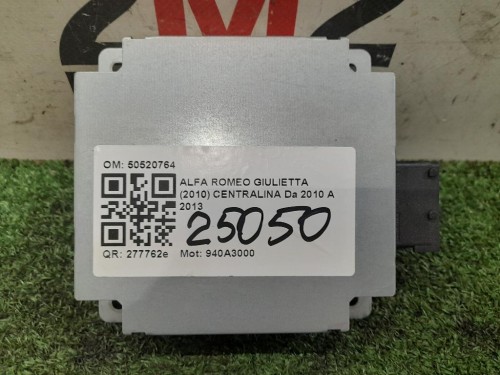 OM: 50520764
ALFA ROMEO GIULIETTA
(2010) CENTRALINA Da 2010 A
2013
25050
QR: 277762e Mot: 940A3000